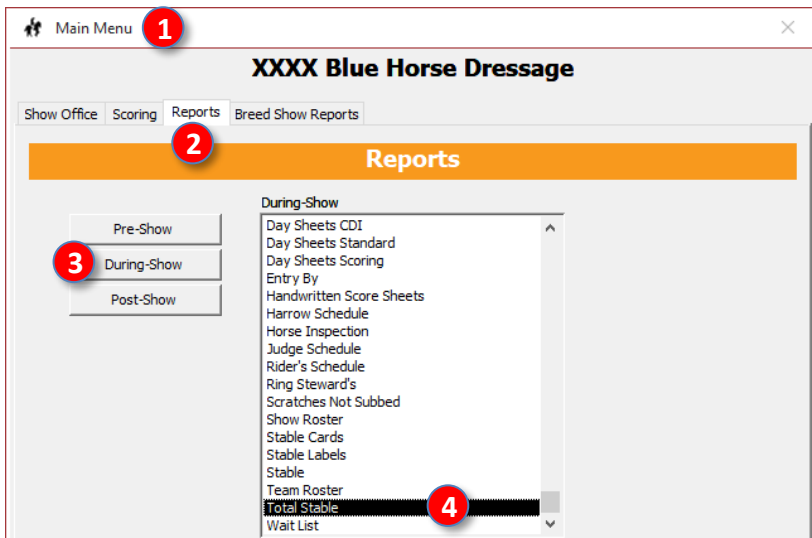 Main Menu 1
XXXX Blue Horse Dressage
Show Office Scoring Reports Breed Show Reports
2
Reports
During-Show
Pre-Show
3 During-Show
Post-Show
Day Sheets CDI
Day Sheets Standard
Day Sheets Scoring
Entry By
Handwritten Score Sheets
Harrow Schedule
Horse Inspection
Judge Schedule
Rider's Schedule
Ring Steward's
Scratches Not Subbed
Show Roster
Stable Cards
Stable Labels
Stable
Team Roster
Total Stable 4
Wait List